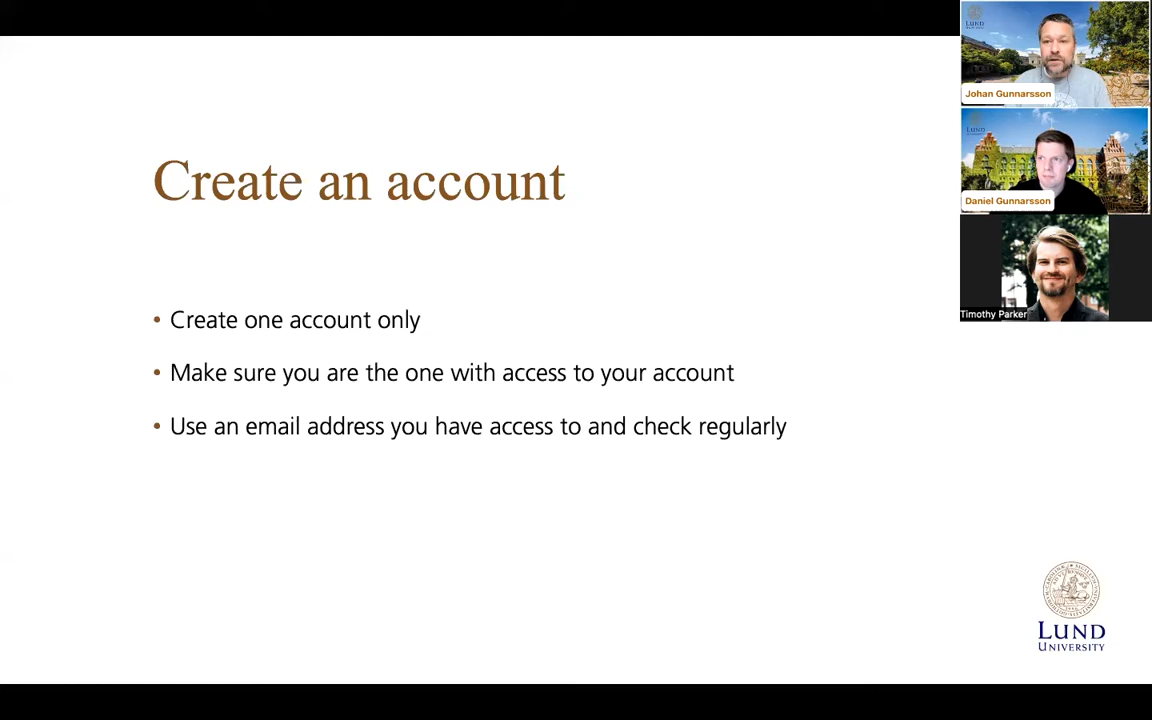 Create an account
• Create one account only
• Make sure you are the one with access to your account
• Use an email address you have access to and check regularly
Johan Gunnarsson
Daniel Gunnarsson
Timothy Parker
LUND
UNIVERSITY